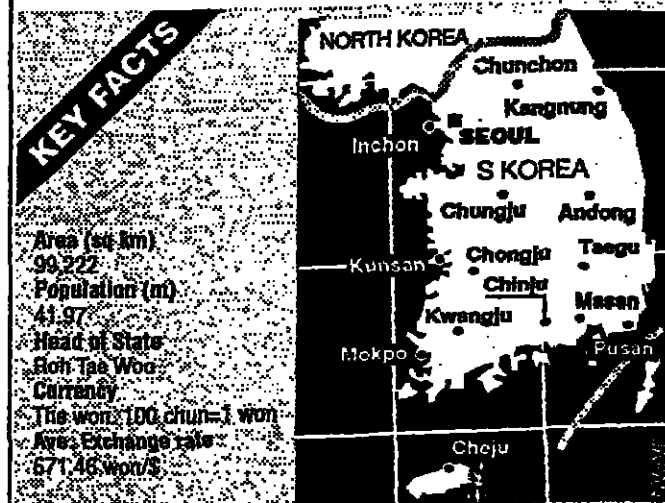 KEY FACTS
Area (sq km)
99,222
Population (m)
41.97
Head of State
Roh Tae Woo
Currency
The won: 100 chun=1 won
Ave. Exchange rate
671.46 won/$
NORTH KOREA
Chunchon
Kangnung
Inchon
SEOUL
S KOREA
Chungju
Andong
Kunsan
Chongju
Taegu
Chinju
Masan
Kwangju
Mokpo
Pusan
Cheju